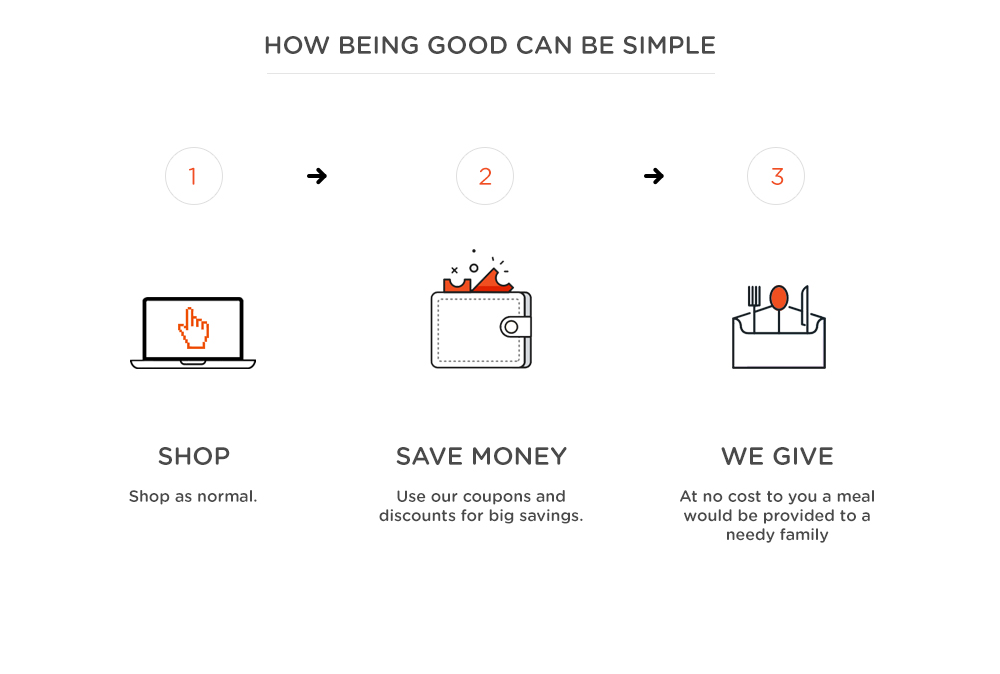 HOW BEING GOOD CAN BE SIMPLE
1
2
3
SHOP
Shop as normal.
SAVE MONEY
Use our coupons and
discounts for big savings.
WE GIVE
At no cost to you a meal
would be provided to a
needy family